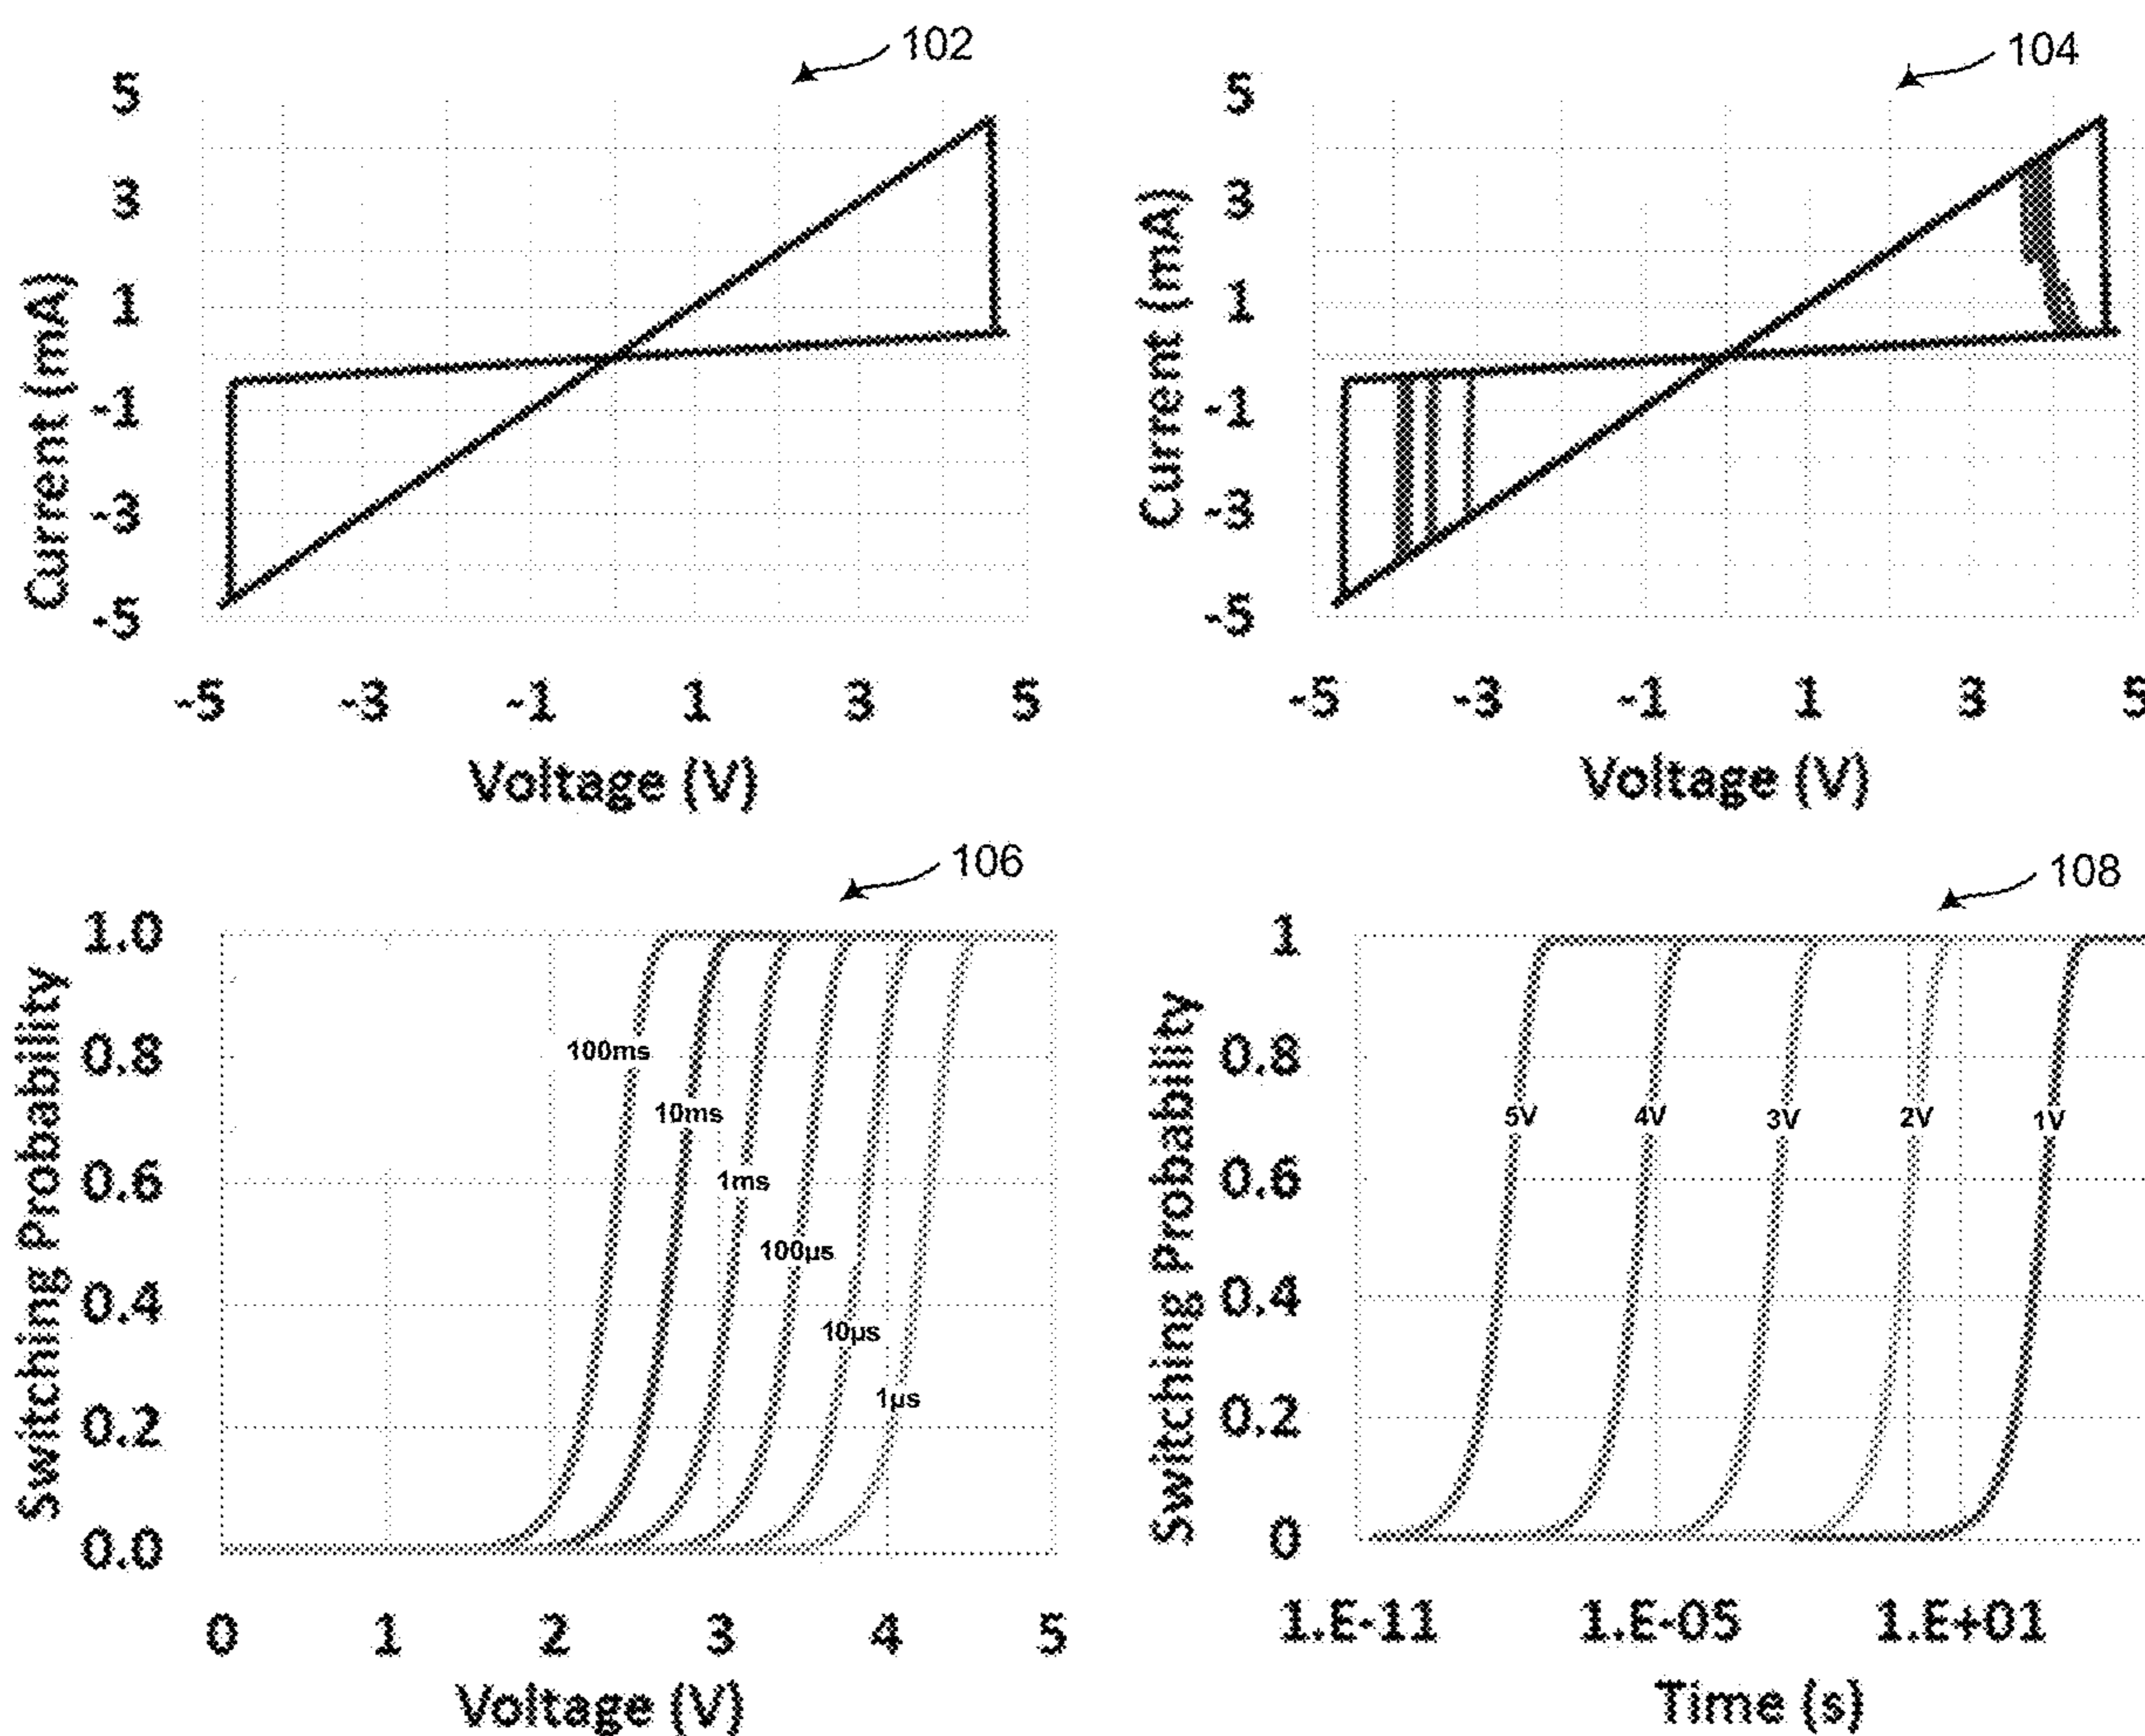 102
5
3
1
-1
-3
-5
Current (mA)
-5 -3 -1 1 3 5
Voltage (V)
104
5
3
1
-1
-3
-5
Current (mA)
-5 -3 -1 1 3 5
Voltage (V)
106
1.0
0.8
0.6
0.4
0.2
0.0
Switching Probability
100ms
10ms
1ms
100µs
10µs
1µs
0 1 2 3 4 5
Voltage (V)
108
1
0.8
0.6
0.4
0.2
0
Switching Probability
5V 4V 3V 2V 1V
1.E-11 1.E-05 1.E+01
Time (s)